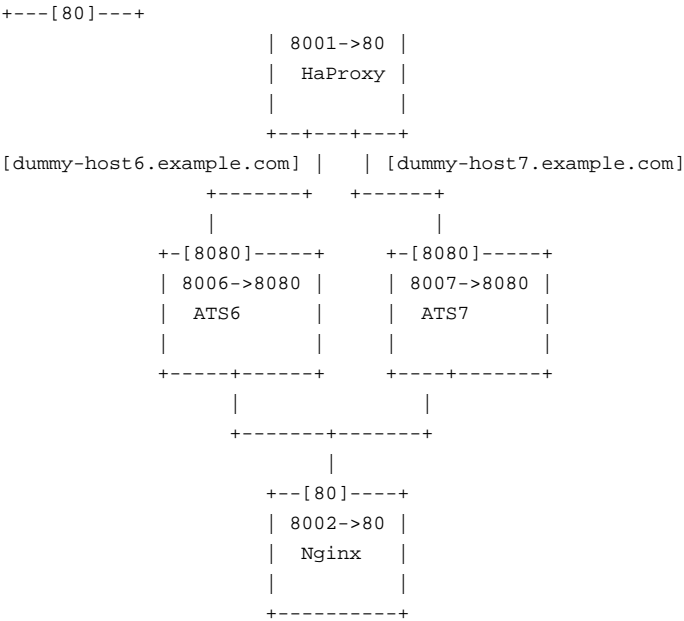 +---[80]---+
| 8001->80 |
| HaProxy |
| |
+--+---+---+
[dummy-host6.example.com] | | [dummy-host7.example.com]
+-------+ +------+
| |
+-[8080]-----+ +-[8080]-----+
| 8006->8080 | | 8007->8080 |
| ATS6 | | ATS7 |
| | | |
+-----+------+ +----+-------+
| |
+-------+-------+
|
+--[80]----+
| 8002->80 |
| Nginx |
| |
+----------+